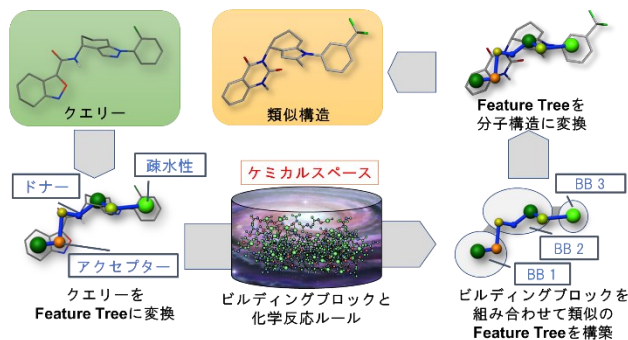 クエリー
類似構造
Feature Treeを
分子構造に変換
ドナー
疎水性
アクセプター
クエリーを
Feature Treeに変換
ケミカルスペース
ビルディングブロックと
化学反応ルール
BB 3
BB 2
BB 1
ビルディングブロックを
組み合わせて類似の
Feature Treeを構築